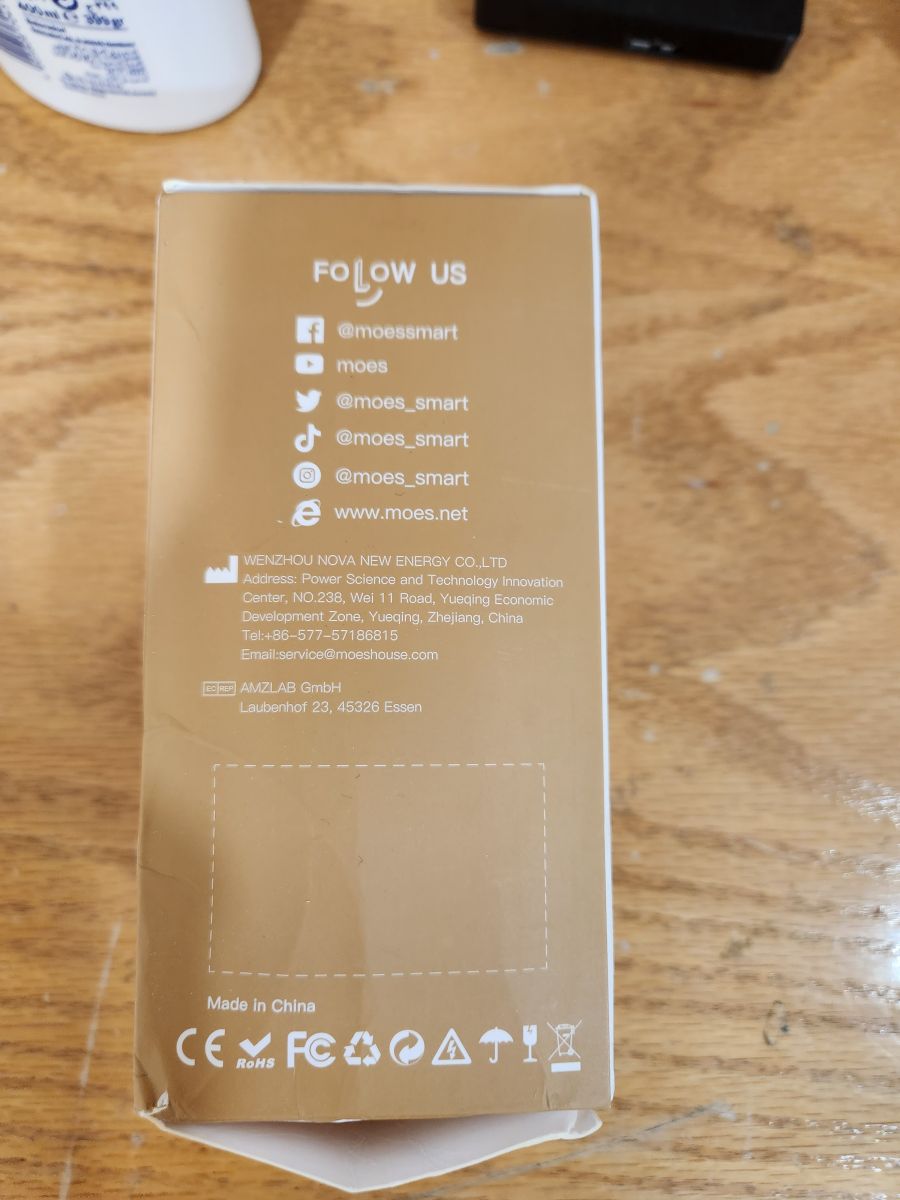 400ml ℮ 399g
FOLLOW US
@moessmart
moes
@moes_smart
@moes_smart
@moes_smart
www.moes.net
WENZHOU NOVA NEW ENERGY CO.,LTD
Address: Power Science and Technology Innovation
Center, NO.238, Wei 11 Road, Yueqing Economic
Development Zone, Yueqing, Zhejiang, China
Tel:+86-577-57186815
Email:service@moeshouse.com
EC REP AMZLAB GmbH
Laubenhof 23, 45326 Essen
Made in China
CE RoHS FC